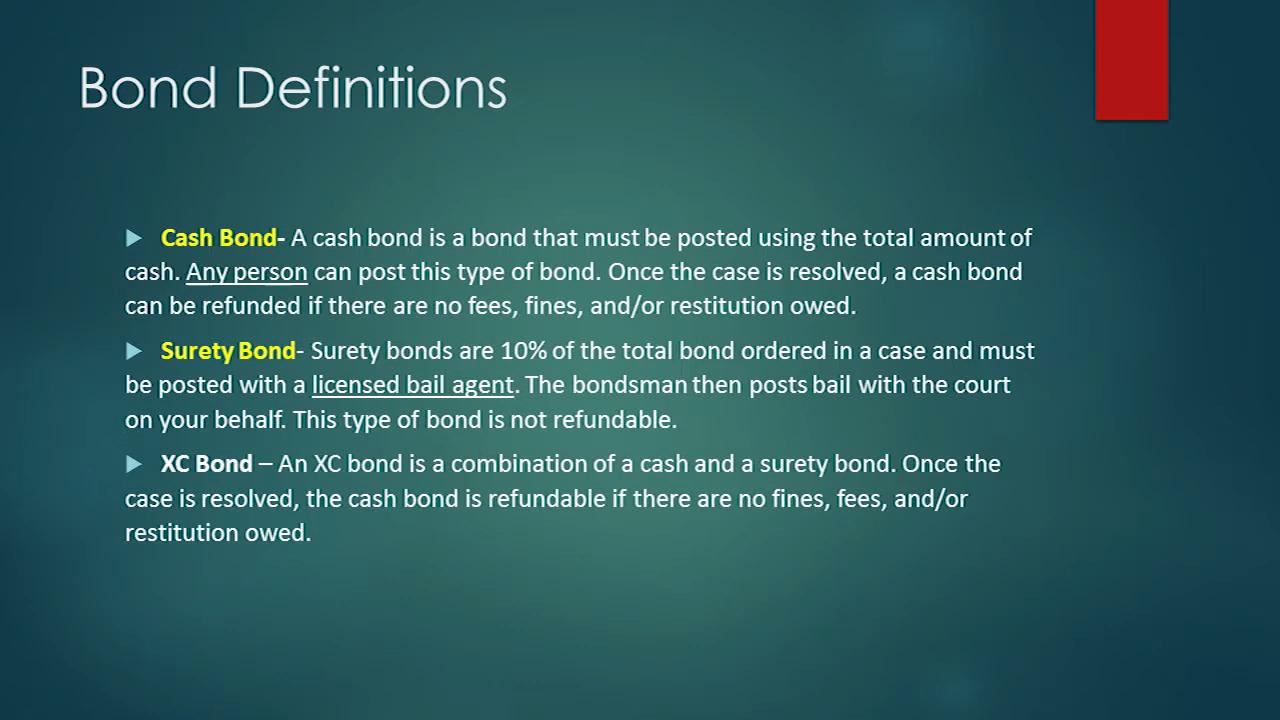 Bond Definitions
Cash Bond- A cash bond is a bond that must be posted using the total amount of
cash. Any person can post this type of bond. Once the case is resolved, a cash bond
can be refunded if there are no fees, fines, and/or restitution owed.
Surety Bond- Surety bonds are 10% of the total bond ordered in a case and must
be posted with a licensed bail agent. The bondsman then posts bail with the court
on your behalf. This type of bond is not refundable.
XC Bond – An XC bond is a combination of a cash and a surety bond. Once the
case is resolved, the cash bond is refundable if there are no fines, fees, and/or
restitution owed.